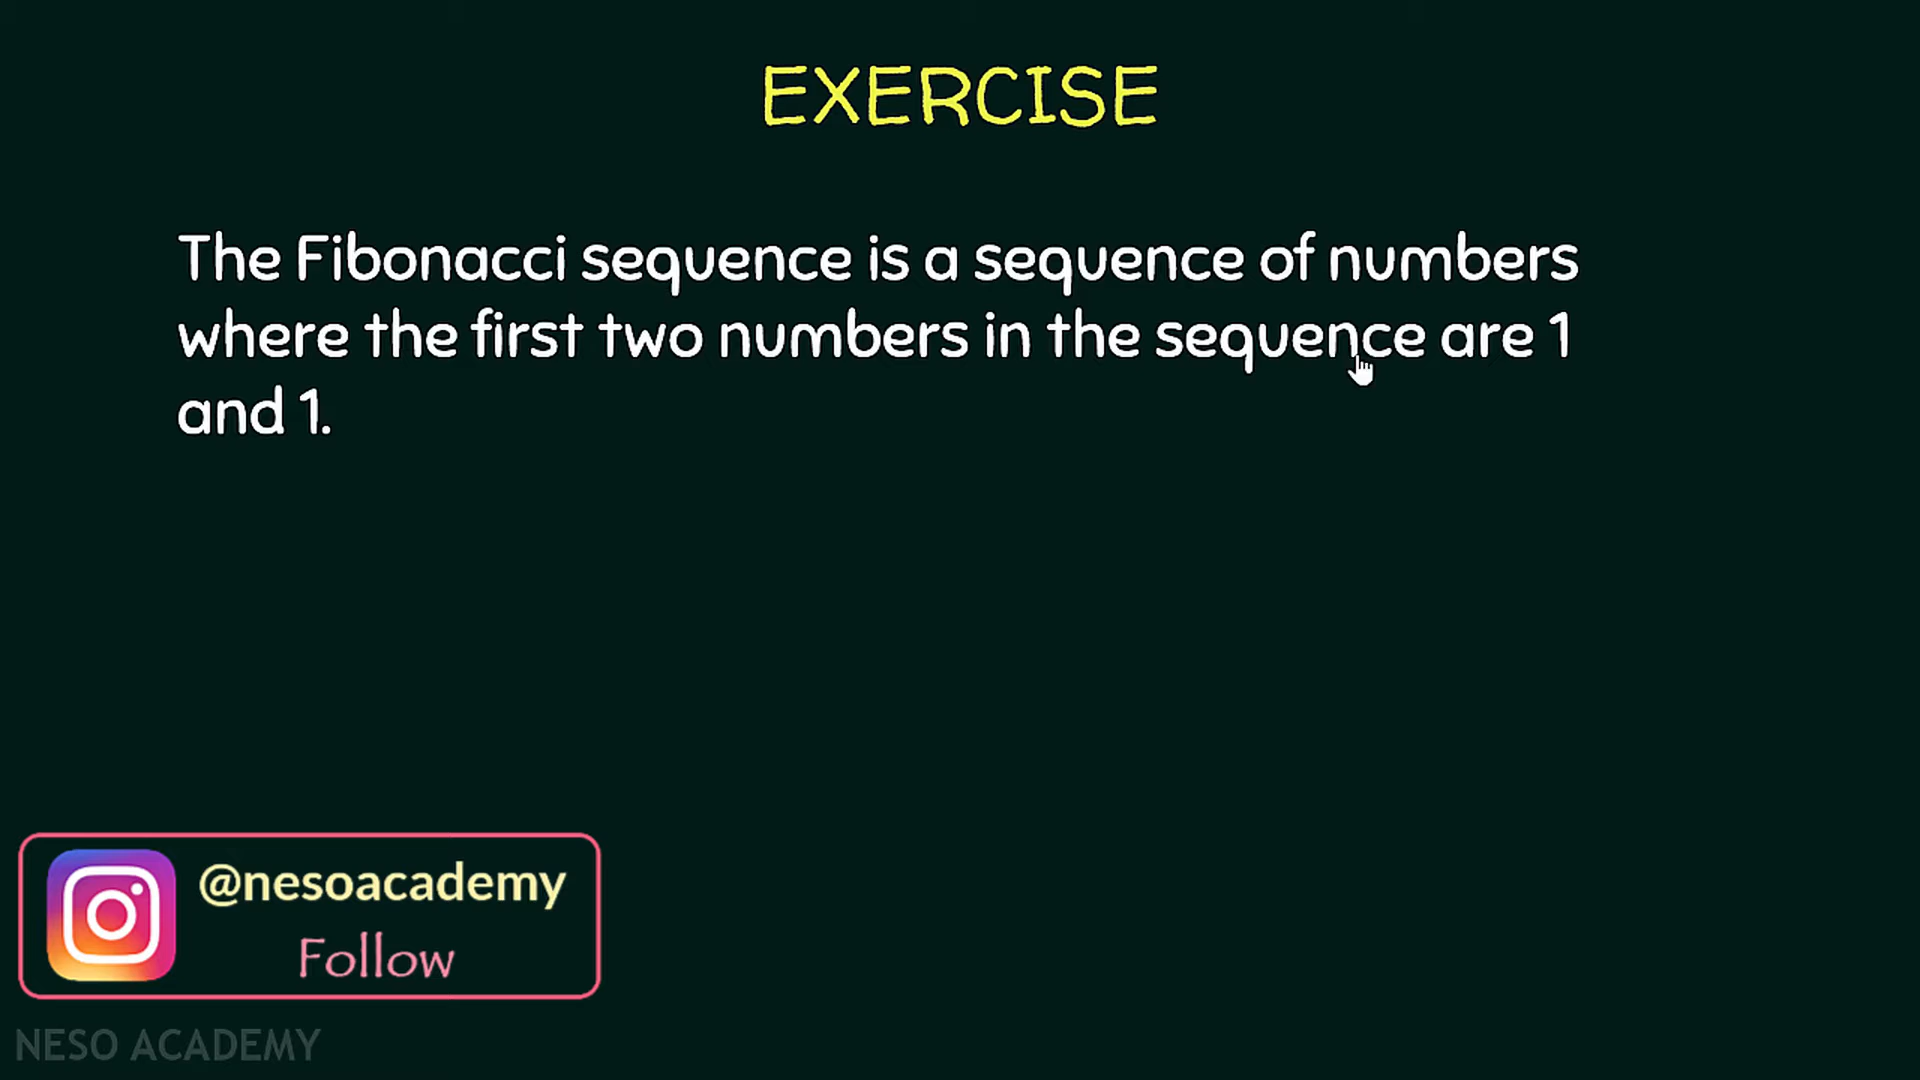 EXERCISE
The Fibonacci sequence is a sequence of numbers
where the first two numbers in the sequence are 1
and 1.
@nesoacademy
Follow
NESO ACADEMY